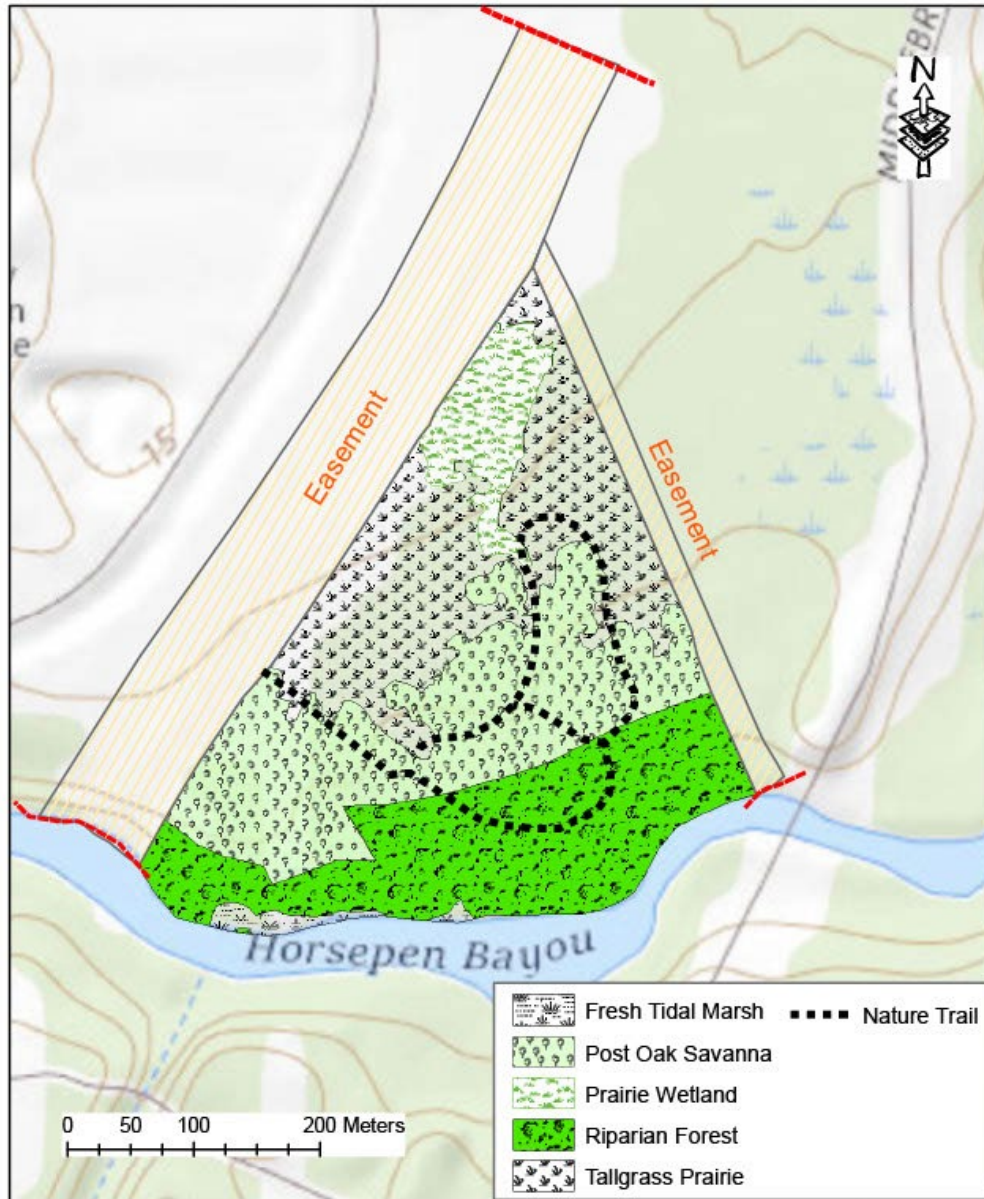 N
Easement
Easement
15
Horsepen Bayou
Fresh Tidal Marsh
Nature Trail
Post Oak Savanna
Prairie Wetland
Riparian Forest
Tallgrass Prairie
0 50 100 200 Meters